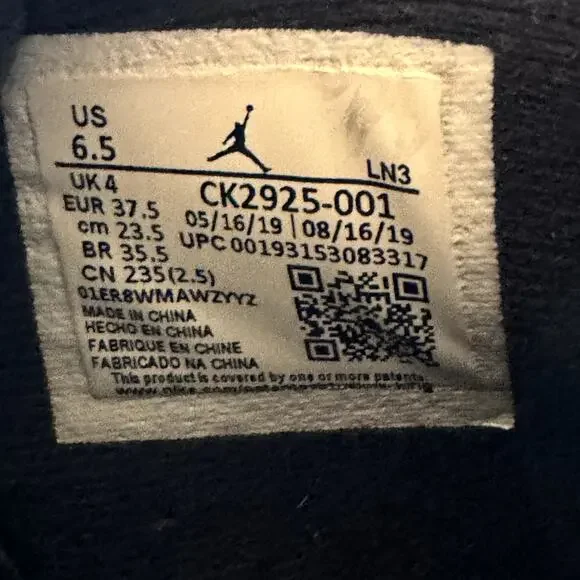 US
6.5
LN3
UK 4
CK2925-001
EUR 37.5
05/16/19 | 08/16/19
cm 23.5
UPC 00193153083317
BR 35.5
CN 235(2.5)
01ER8WMAWZYYZ
MADE IN CHINA
HECHO EN CHINA
FABRIQUE EN CHINE
FABRICADO NA CHINA
This product is covered by one or more patents